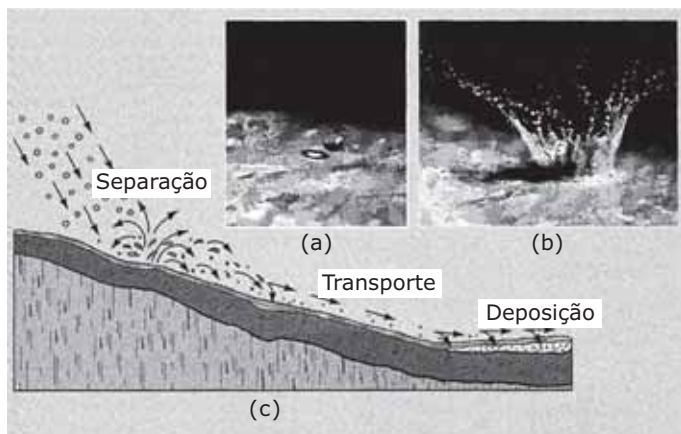 Separação
(a)
(b)
Transporte
Deposição
(c)